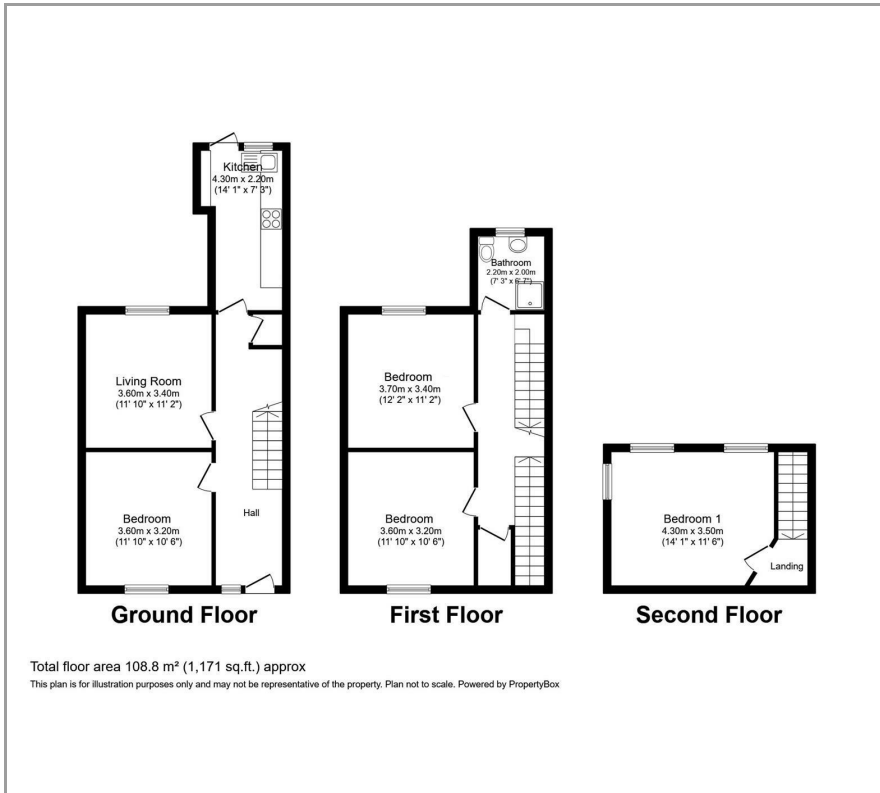 Kitchen
4.30m x 2.20m
(14' 1" x 7' 3")
Living Room
3.60m x 3.40m
(11' 10" x 11' 2")
Bedroom
3.60m x 3.20m
(11' 10" x 10' 6")
Hall
Ground Floor
Bathroom
2.20m x 2.00m
(7' 3" x 6' 7")
Bedroom
3.70m x 3.40m
(12' 2" x 11' 2")
Bedroom
3.60m x 3.20m
(11' 10" x 10' 6")
First Floor
Bedroom 1
4.30m x 3.50m
(14' 1" x 11' 6")
Landing
Second Floor
Total floor area 108.8 m² (1,171 sq.ft.) approx
This plan is for illustration purposes only and may not be representative of the property. Plan not to scale. Powered by PropertyBox